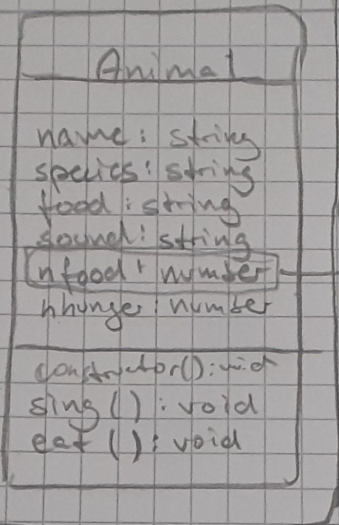 Animal
name: string
species: string
food: string
sound: string
nfood: number
nhunger: number
constructor(): void
sing(): void
eat(): void